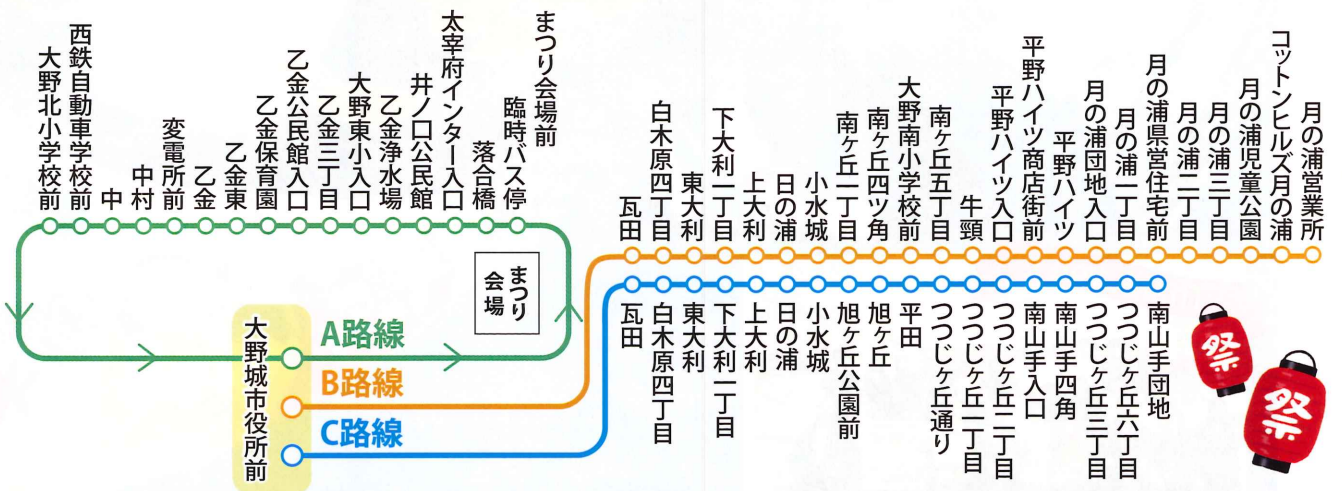 大野北小学校前
西鉄自動車学校前
中
中村
変電所前
乙金
乙金東
乙金保育園
乙金公民館入口
乙金三丁目
大野東小入口
乙金浄水場
井ノ口公民館
太宰府インター入口
落合橋
臨時バス停
まつり会場前
まつり
会場
大野城市役所前
A路線
B路線
C路線
瓦田
白木原四丁目
東大利
下大利一丁目
上大利
日の浦
小水城
南ヶ丘一丁目
南ヶ丘四ツ角
大野南小学校前
南ヶ丘五丁目
牛頸
平野ハイツ入口
平野ハイツ商店街前
平野ハイツ
月の浦団地入口
月の浦一丁目
月の浦県営住宅前
月の浦二丁目
月の浦三丁目
月の浦児童公園
コットンヒルズ月の浦
月の浦営業所
瓦田
白木原四丁目
東大利
下大利一丁目
上大利
日の浦
小水城
旭ヶ丘公園前
旭ヶ丘
平田
つつじヶ丘通り
つつじヶ丘二丁目
つつじヶ丘二丁目
南山手入口
南山手四角
つつじヶ丘三丁目
つつじヶ丘六丁目
南山手団地
祭
祭